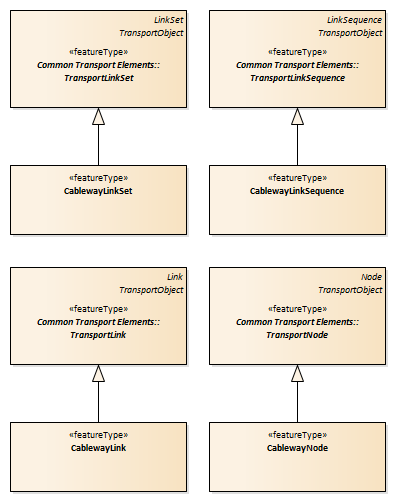 LinkSet
TransportObject
«featureType»
Common Transport Elements::
TransportLinkSet
LinkSequence
TransportObject
«featureType»
Common Transport Elements::
TransportLinkSequence
«featureType»
CablewayLinkSet
«featureType»
CablewayLinkSequence
Link
TransportObject
«featureType»
Common Transport Elements::
TransportLink
Node
TransportObject
«featureType»
Common Transport Elements::
TransportNode
«featureType»
CablewayLink
«featureType»
CablewayNode